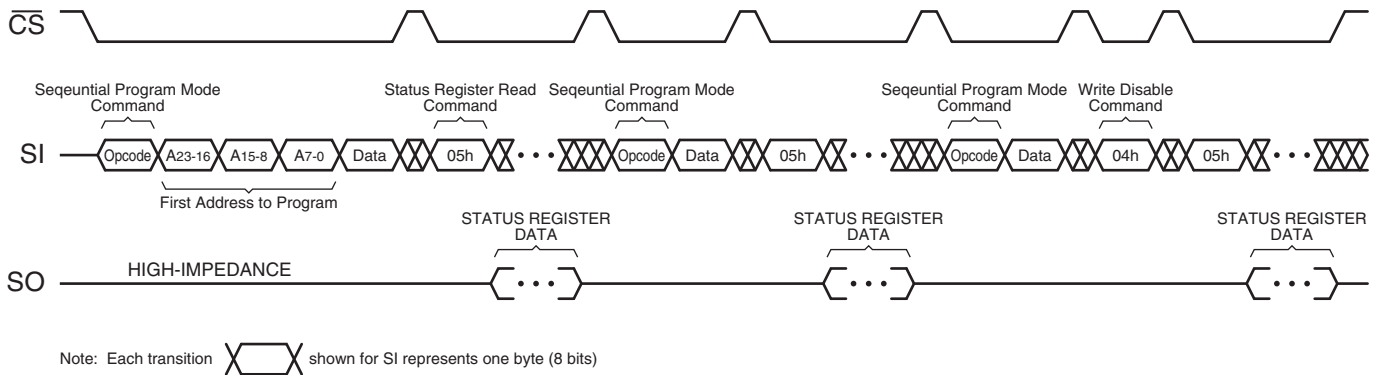 CS
Seqeuntial Program Mode
Command
Status Register Read
Command
Seqeuntial Program Mode
Command
Seqeuntial Program Mode
Command
Write Disable
Command
SI
Opcode
A23-16
A15-8
A7-0
Data
05h
Opcode
Data
05h
Opcode
Data
04h
05h
First Address to Program
STATUS REGISTER
DATA
STATUS REGISTER
DATA
STATUS REGISTER
DATA
SO
HIGH-IMPEDANCE
Note: Each transition
shown for SI represents one byte (8 bits)